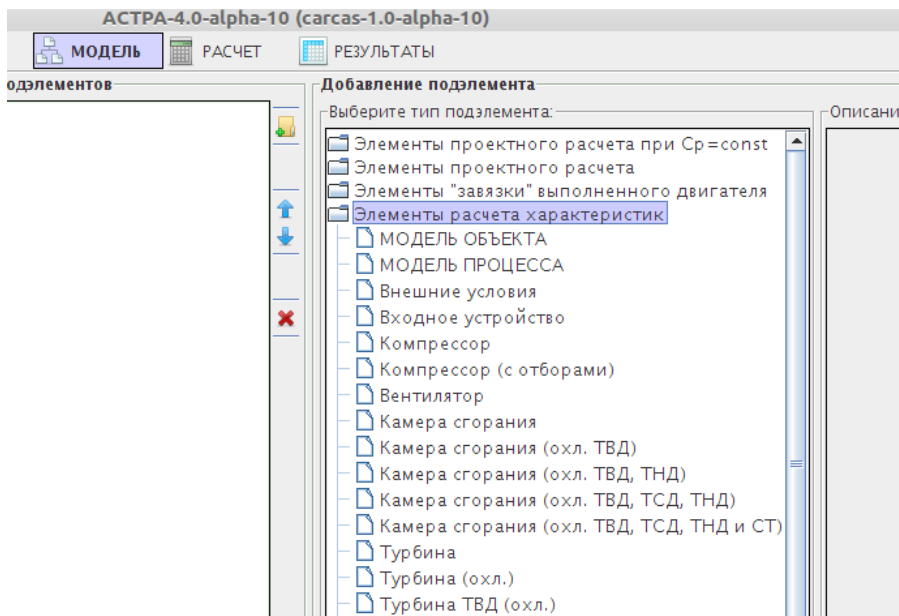 АСТРА-4.0-alpha-10 (carcas-1.0-alpha-10)
МОДЕЛЬ РАСЧЕТ РЕЗУЛЬТАТЫ
одэлементов Добавление подэлемента
Выберите тип подэлемента: Описани
Элементы проектного расчета при Cp=const
Элементы проектного расчета
Элементы "завязки" выполненного двигателя
Элементы расчета характеристик
МОДЕЛЬ ОБЪЕКТА
МОДЕЛЬ ПРОЦЕССА
Внешние условия
Входное устройство
Компрессор
Компрессор (с отборами)
Вентилятор
Камера сгорания
Камера сгорания (охл. ТВД)
Камера сгорания (охл. ТВД, ТНД)
Камера сгорания (охл. ТВД, ТСД, ТНД)
Камера сгорания (охл. ТВД, ТСД, ТНД и СТ)
Турбина
Турбина (охл.)
Турбина ТВД (охл.)